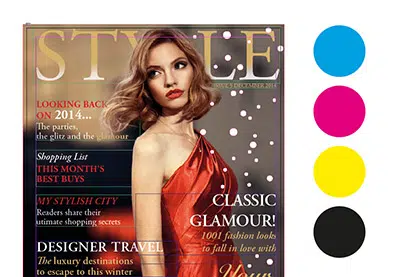 STYLE
ISSUE 5 DECEMBER 2014
LOOKING BACK
ON 2014...
The parties,
the glitz and the glamour
Shopping List
THIS MONTH'S
BEST BUYS
MY STYLISH CITY
Readers share their
utimate shopping secrets
CLASSIC
GLAMOUR!
1001 fashion looks
to fall in love with
DESIGNER TRAVEL
The luxury destinations
to escape to this winter
Your